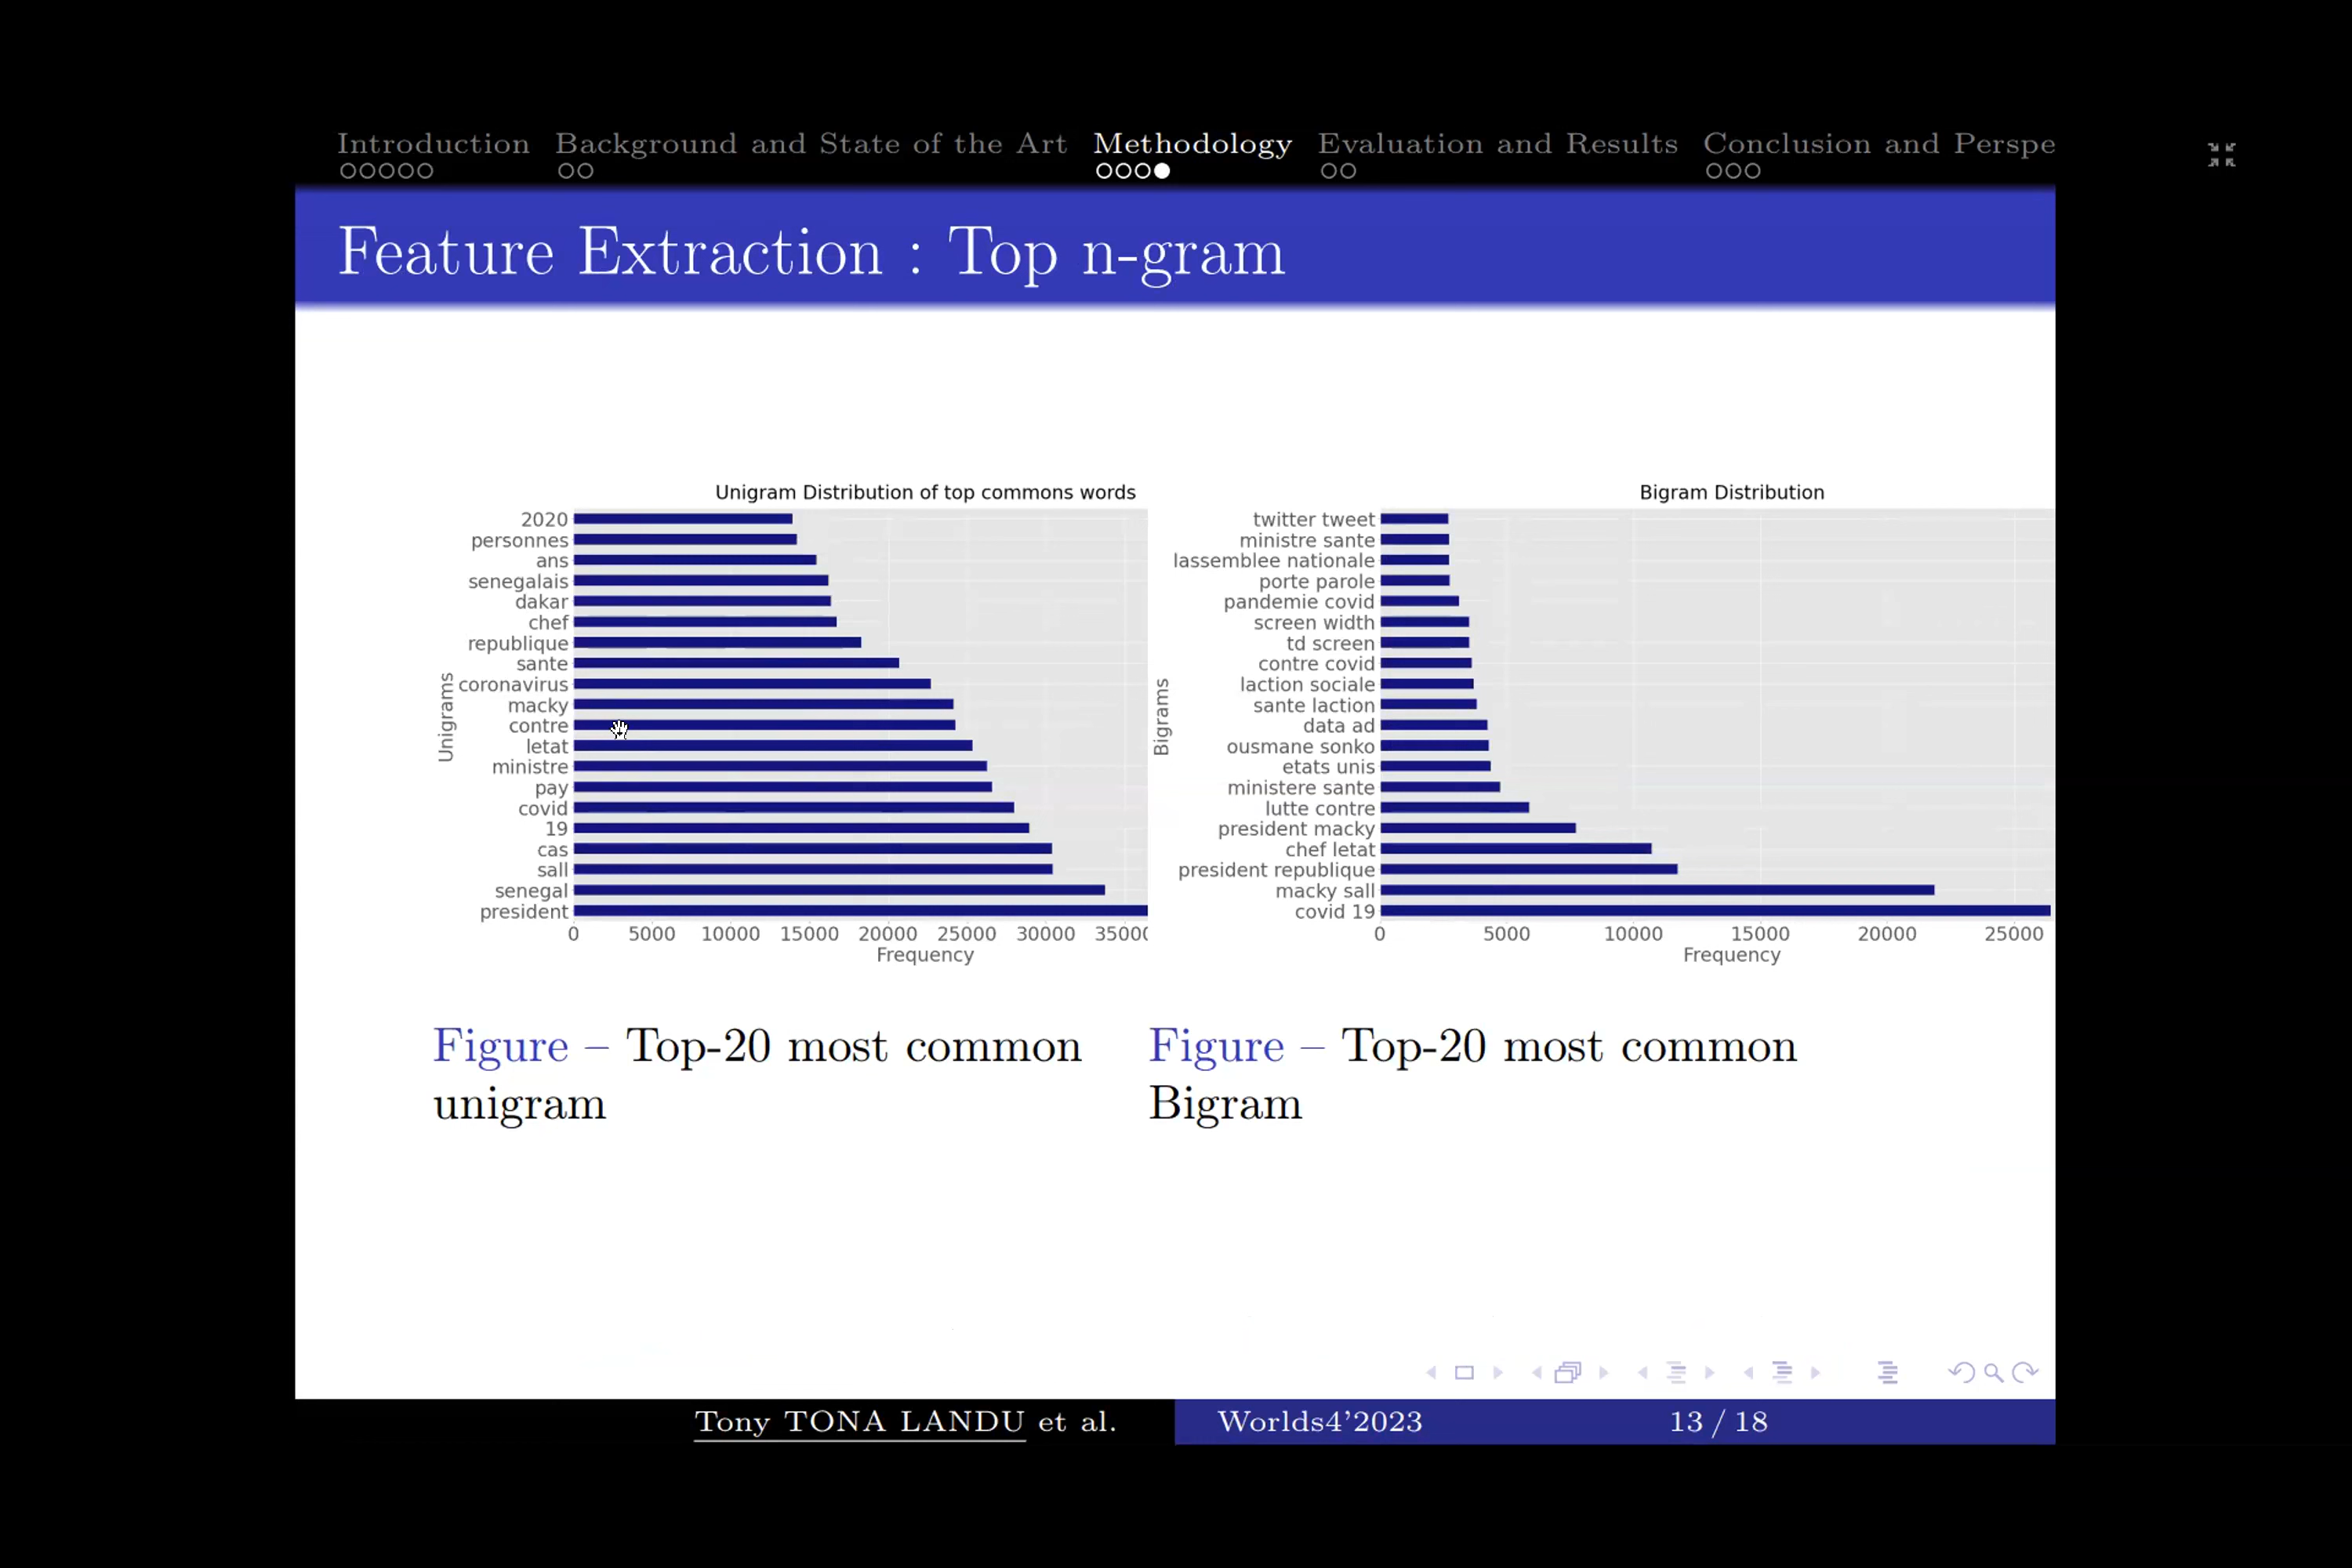 Introduction Background and State of the Art Methodology Evaluation and Results Conclusion and Perspe
Feature Extraction : Top n-gram
Unigram Distribution of top commons words
2020
personnes
ans
senegalais
dakar
chef
republique
sante
coronavirus
macky
contre
letat
ministre
pay
covid
19
cas
sall
senegal
president
Unigrams
0 5000 10000 15000 20000 25000 30000 3500
Frequency
Figure – Top-20 most common
unigram
Bigram Distribution
twitter tweet
ministre sante
lassemblee nationale
porte parole
pandemie covid
screen width
td screen
contre covid
laction sociale
sante laction
data ad
ousmane sonko
etats unis
ministere sante
lutte contre
president macky
chef letat
president republique
macky sall
covid 19
Bigrams
0 5000 10000 15000 20000 25000
Frequency
Figure – Top-20 most common
Bigram
Tony TONA LANDU et al. Worlds4'2023 13 / 18